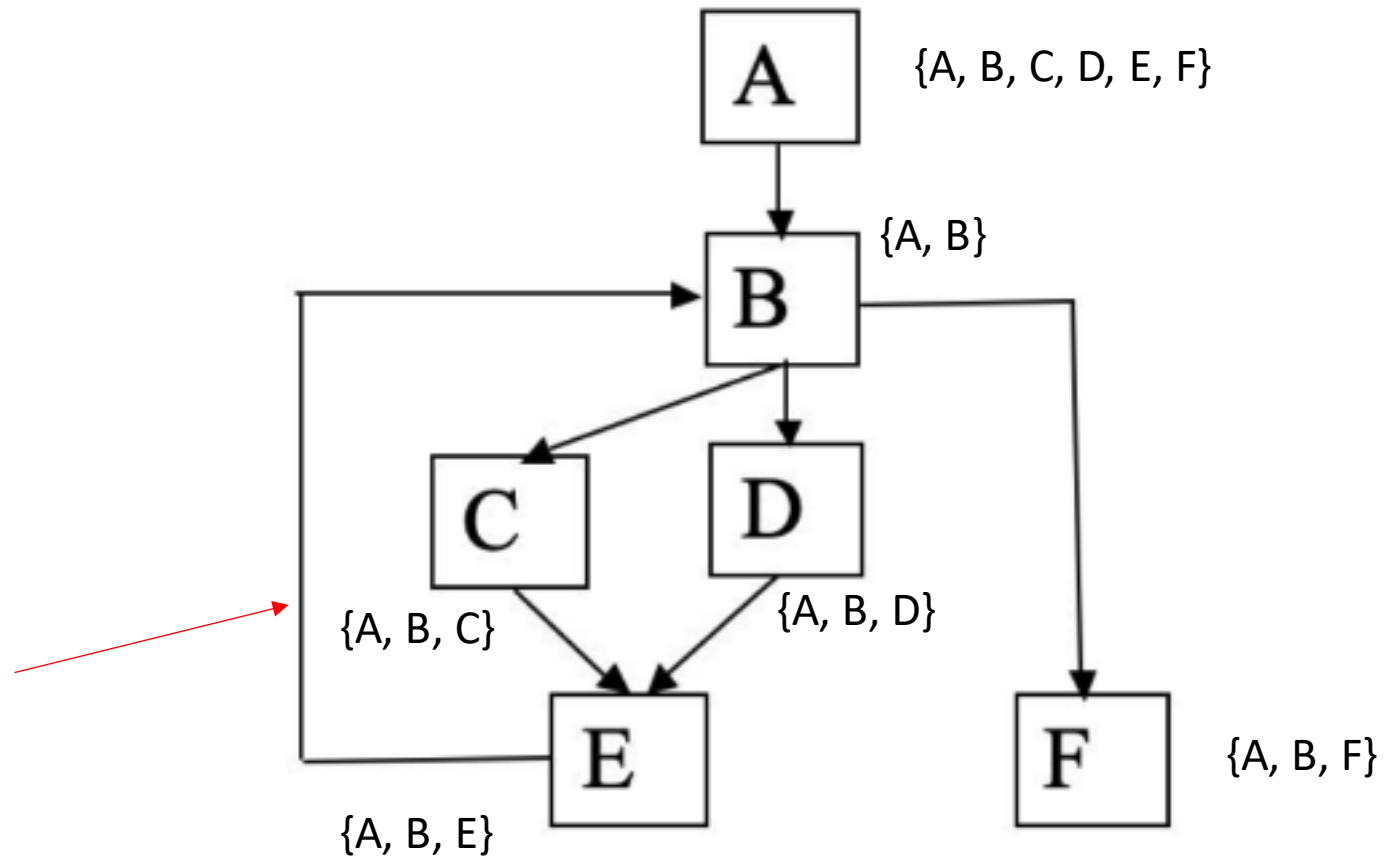 A
{A, B, C, D, E, F}
{A, B}
B
C
D
{A, B, C}
{A, B, D}
E
F
{A, B, F}
{A, B, E}